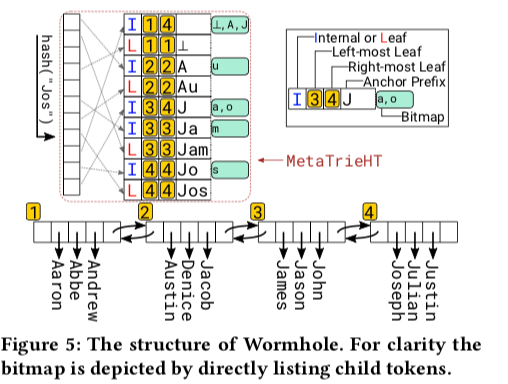 hash("Jos")
I 1 4 ⊥, A, J
L 1 1 ⊥
I 2 2 A u
L 2 2 Au
I 3 4 J a, o
I 3 3 Ja m
L 3 3 Jam
I 4 4 Jo s
L 4 4 Jos
MetaTrieHT
Internal or Leaf
Left-most Leaf
Right-most Leaf
Anchor Prefix
I 3 4 J a, o
Bitmap
1 2 3 4
Aaron
Abbe
Andrew
Austin
Denice
Jacob
James
Jason
John
Joseph
Julian
Justin
Figure 5: The structure of Wormhole. For clarity the
bitmap is depicted by directly listing child tokens.